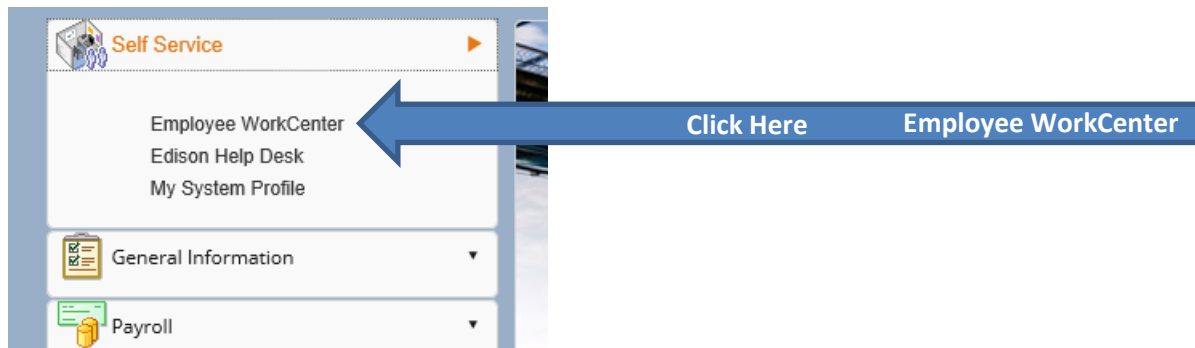 Self Service
Employee WorkCenter
Click Here Employee WorkCenter
Edison Help Desk
My System Profile
General Information
Payroll